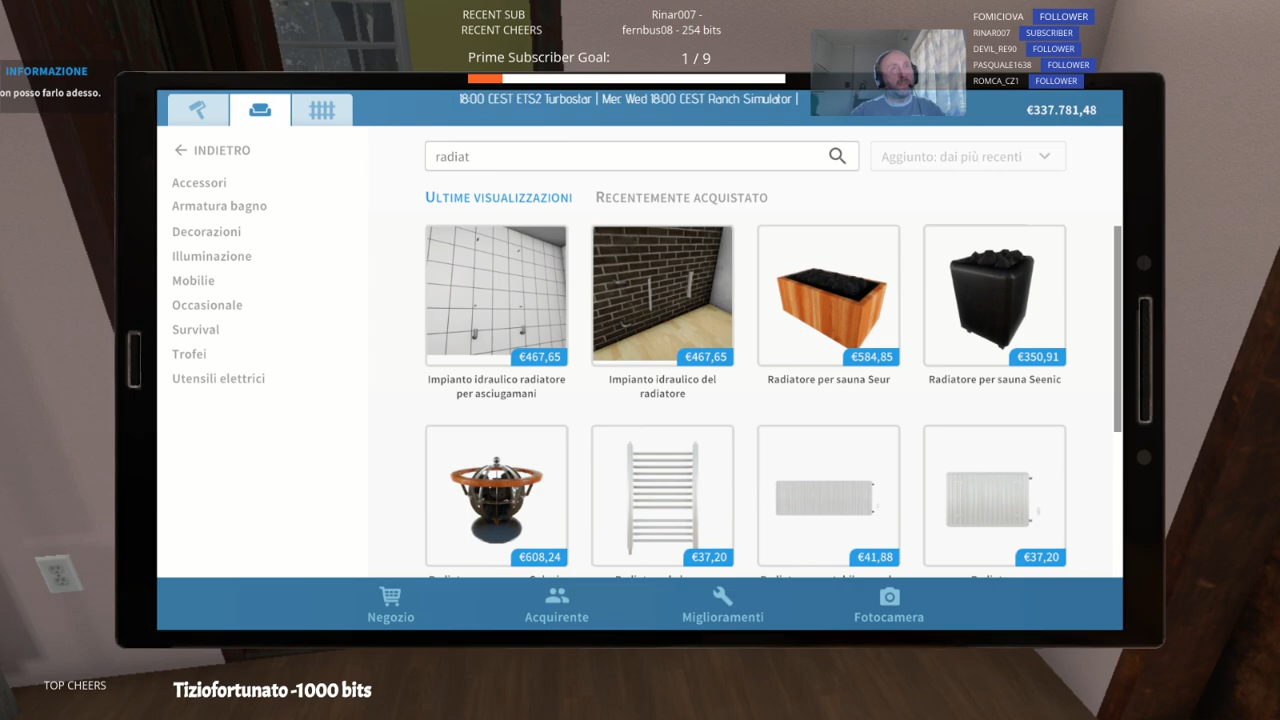 RECENT SUB
Rinar007 -
RECENT CHEERS
fernbus08 - 254 bits
Prime Subscriber Goal:
1 / 9
FOMICIOVA FOLLOWER
RINAR007 SUBSCRIBER
DEVIL_RE90 FOLLOWER
PASQUALE1638 FOLLOWER
ROMCA_CZ1 FOLLOWER
INFORMAZIONE
on posso farlo adesso.
18:00 CEST ETS2 Turbostar | Mer. Wed 18:00 CEST Ranch Simulator |
€337.781,48
INDIETRO
Accessori
Armatura bagno
Decorazioni
Illuminazione
Mobilie
Occasionale
Survival
Trofei
Utensili elettrici
radiat
Aggiunto: dai più recenti
ULTIME VISUALIZZAZIONI
RECENTEMENTE ACQUISTATO
€467,65
Impianto idraulico radiatore
per asciugamani
€467,65
Impianto idraulico del
radiatore
€584,85
Radiatore per sauna Seur
€350,91
Radiatore per sauna Seenic
€608,24
€37,20
€41,88
€37,20
Negozio
Acquirente
Miglioramenti
Fotocamera
TOP CHEERS
Tiziofortunato -1000 bits